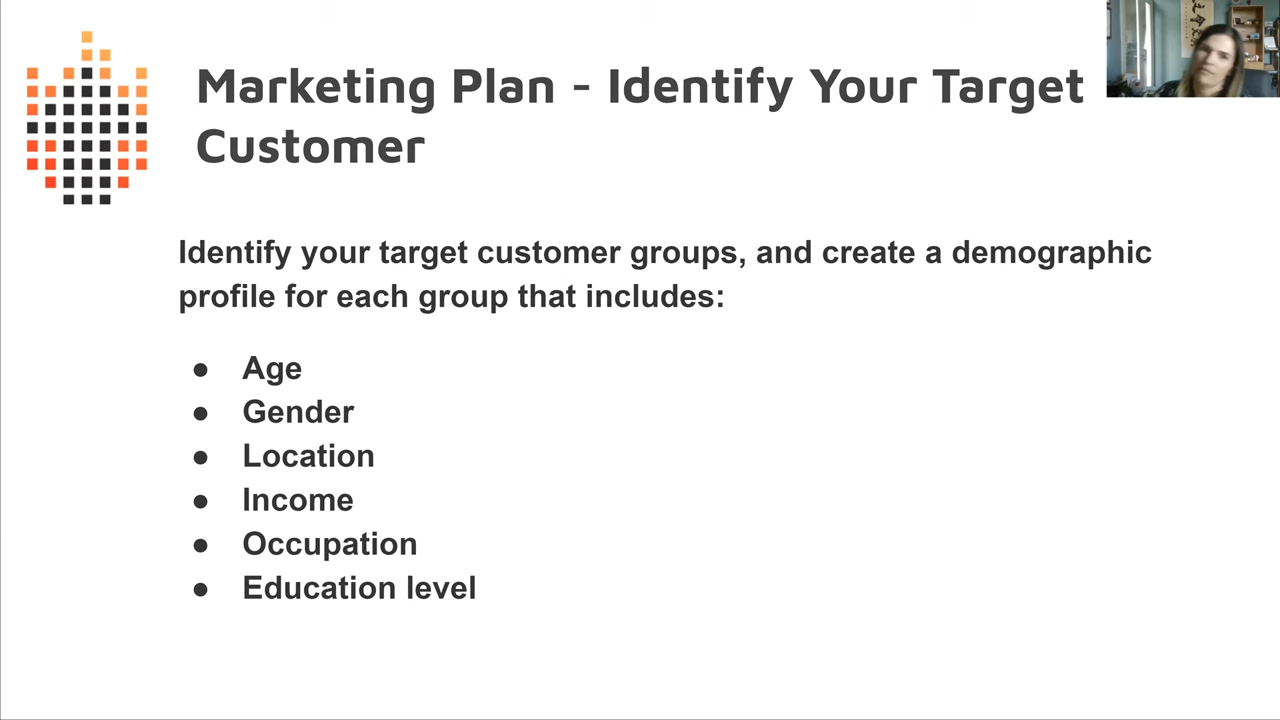 Marketing Plan - Identify Your Target
Customer
Identify your target customer groups, and create a demographic
profile for each group that includes:
● Age
● Gender
● Location
● Income
● Occupation
● Education level